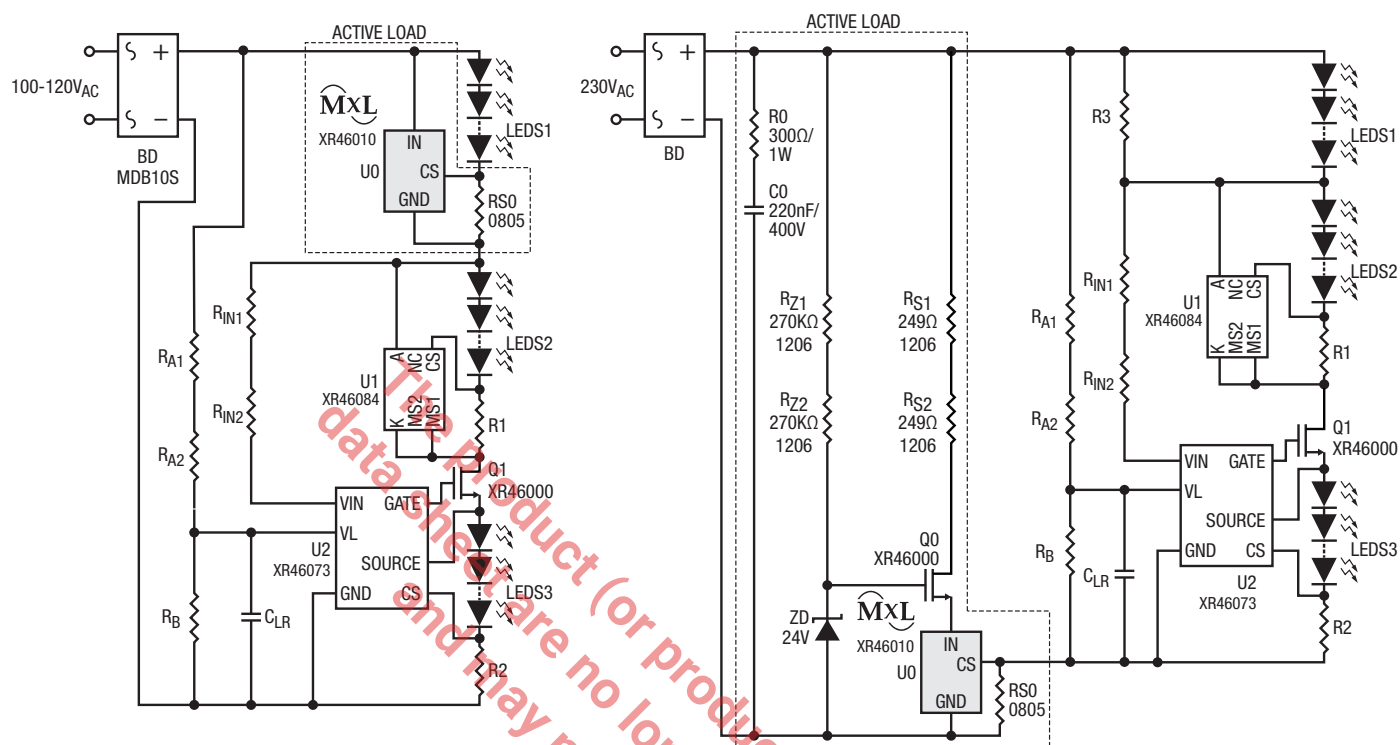 ACTIVE LOAD
100-120VAC
BD
MDB10S
MxL
XR46010
U0
IN
CS
GND
LEDS1
RS0
0805
RIN1
RIN2
RA1
RA2
RB
CLR
U1
XR46084
A
NC
CS
K
MS2
MS1
LEDS2
R1
Q1
XR46000
VIN
GATE
VL
U2
XR46073
SOURCE
GND
CS
LEDS3
R2
ACTIVE LOAD
230VAC
BD
R0
300Ω/
1W
C0
220nF/
400V
RZ1
270KΩ
1206
RZ2
270KΩ
1206
RS1
249Ω
1206
RS2
249Ω
1206
Q0
XR46000
ZD
24V
MxL
XR46010
U0
IN
CS
GND
RS0
0805
R3
LEDS1
RIN1
RIN2
RA1
RA2
RB
CLR
U1
XR46084
A
NC
CS
K
MS2
MS1
LEDS2
R1
Q1
XR46000
VIN
GATE
VL
SOURCE
GND
CS
U2
XR46073
LEDS3
R2
The product (or produc
data sheet are no lon
and may n